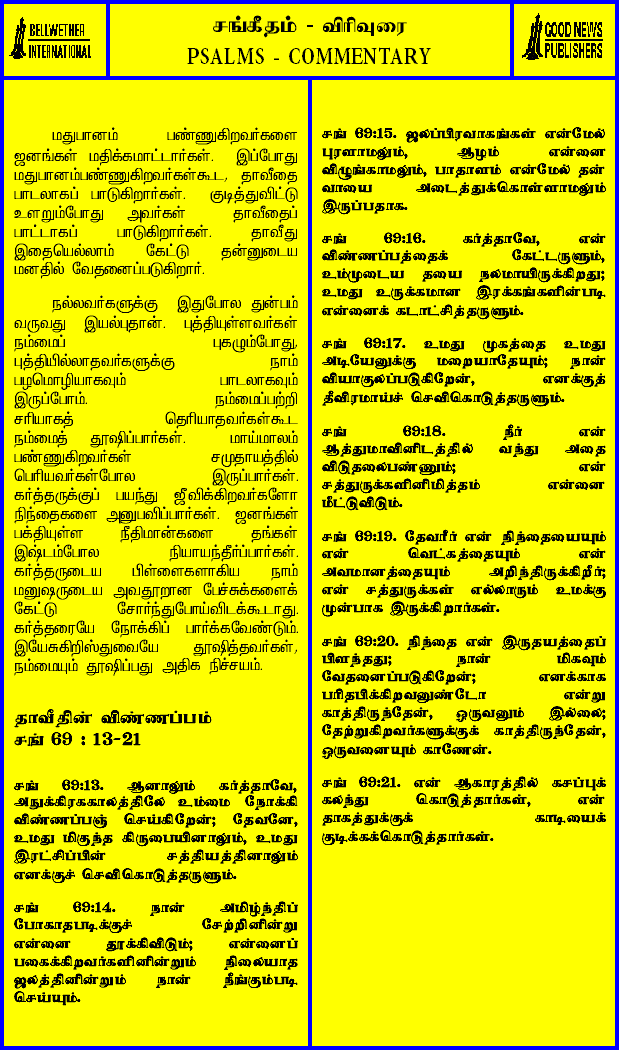 BELLWETHER
INTERNATIONAL
சங்கீதம் - விரிவுரை
PSALMS - COMMENTARY
GOOD NEWS
PUBLISHERS
மதுபானம் பண்ணுகிறவர்களை
ஜனங்கள் மதிக்கமாட்டார்கள். இப்போது
மதுபானம்பண்ணுகிறவர்கள்கூட, தாவீதை
பாடலாகப் பாடுகிறார்கள். குடித்துவிட்டு
உளறும்போது அவர்கள் தாவீதைப்
பாட்டாகப் பாடுகிறார்கள். தாவீது
இதையெல்லாம் கேட்டு தன்னுடைய
மனதில் வேதனைப்படுகிறார்.
நல்லவர்களுக்கு இதுபோல துன்பம்
வருவது இயல்புதான். புத்தியுள்ளவர்கள்
நம்மைப் புகழும்போது,
புத்தியில்லாதவர்களுக்கு நாம்
பழமொழியாகவும் பாடலாகவும்
இருப்போம். நம்மைப்பற்றி
சரியாகத் தெரியாதவர்கள்கூட
நம்மைத் தூஷிப்பார்கள். மாய்மாலம்
பண்ணுகிறவர்கள் சமுதாயத்தில்
பெரியவர்கள்போல இருப்பார்கள்.
கர்த்தருக்குப் பயந்து ஜீவிக்கிறவர்களோ
நிந்தைகளை அனுபவிப்பார்கள். ஜனங்கள்
பக்தியுள்ள நீதிமான்களை தங்கள்
இஷ்டம்போல நியாயந்தீர்ப்பார்கள்.
கர்த்தருடைய பிள்ளைகளாகிய நாம்
மனுஷருடைய அவதூறான பேச்சுக்களைக்
கேட்டு சோர்ந்துபோய்விடக்கூடாது.
கர்த்தரையே நோக்கிப் பார்க்கவேண்டும்.
இயேசுகிறிஸ்துவையே தூஷித்தவர்கள்,
நம்மையும் தூஷிப்பது அதிக நிச்சயம்.
தாவீதின் விண்ணப்பம்
சங் 69 : 13-21
சங் 69:13. ஆனாலும் கர்த்தாவே,
அநுக்கிரககாலத்திலே உம்மை நோக்கி
விண்ணப்பஞ் செய்கிறேன்; தேவனே,
உமது மிகுந்த கிருபையினாலும், உமது
இரட்சிப்பின் சத்தியத்தினாலும்
எனக்குச் செவிகொடுத்தருளும்.
சங் 69:14. நான் அமிழ்ந்திப்
போகாதபடிக்குச் சேற்றினின்று
என்னை தூக்கிவிடும்; என்னைப்
பகைக்கிறவர்களினின்றும் நிலையாத
ஜலத்தினின்றும் நான் நீங்கும்படி
செய்யும்.
சங் 69:15. ஜலப்பிரவாகங்கள் என்மேல்
புரளாமலும், ஆழம் என்னை
விழுங்காமலும், பாதாளம் என்மேல் தன்
வாயை அடைத்துக்கொள்ளாமலும்
இருப்பதாக.
சங் 69:16. கர்த்தாவே, என்
விண்ணப்பத்தைக் கேட்டருளும்,
உம்முடைய தயை நலமாயிருக்கிறது;
உமது உருக்கமான இரக்கங்களின்படி
என்னைக் கடாட்சித்தருளும்.
சங் 69:17. உமது முகத்தை உமது
அடியேனுக்கு மறையாதேயும்; நான்
வியாகுலப்படுகிறேன், எனக்குத்
தீவிரமாய்ச் செவிகொடுத்தருளும்.
சங் 69:18. நீர் என்
ஆத்துமாவினிடத்தில் வந்து அதை
விடுதலைபண்ணும்; என்
சத்துருக்களினிமித்தம் என்னை
மீட்டுவிடும்.
சங் 69:19. தேவரீர் என் நிந்தையையும்
என் வெட்கத்தையும் என்
அவமானத்தையும் அறிந்திருக்கிறீர்;
என் சத்துருக்கள் எல்லாரும் உமக்கு
முன்பாக இருக்கிறார்கள்.
சங் 69:20. நிந்தை என் இருதயத்தைப்
பிளந்தது; நான் மிகவும்
வேதனைப்படுகிறேன்; எனக்காக
பரிதபிக்கிறவனுண்டோ என்று
காத்திருந்தேன், ஒருவனும் இல்லை;
தேற்றுகிறவர்களுக்குக் காத்திருந்தேன்,
ஒருவனையும் காணேன்.
சங் 69:21. என் ஆகாரத்தில் கசப்புக்
கலந்து கொடுத்தார்கள், என்
தாகத்துக்குக் காடியைக்
குடிக்கக்கொடுத்தார்கள்.